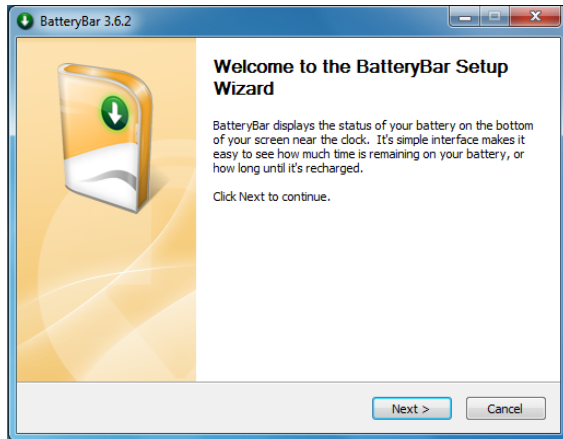 BatteryBar 3.6.2
Welcome to the BatteryBar Setup
Wizard
BatteryBar displays the status of your battery on the bottom
of your screen near the clock.  It's simple interface makes it
easy to see how much time is remaining on your battery, or
how long until it's recharged.
Click Next to continue.
Next >
Cancel